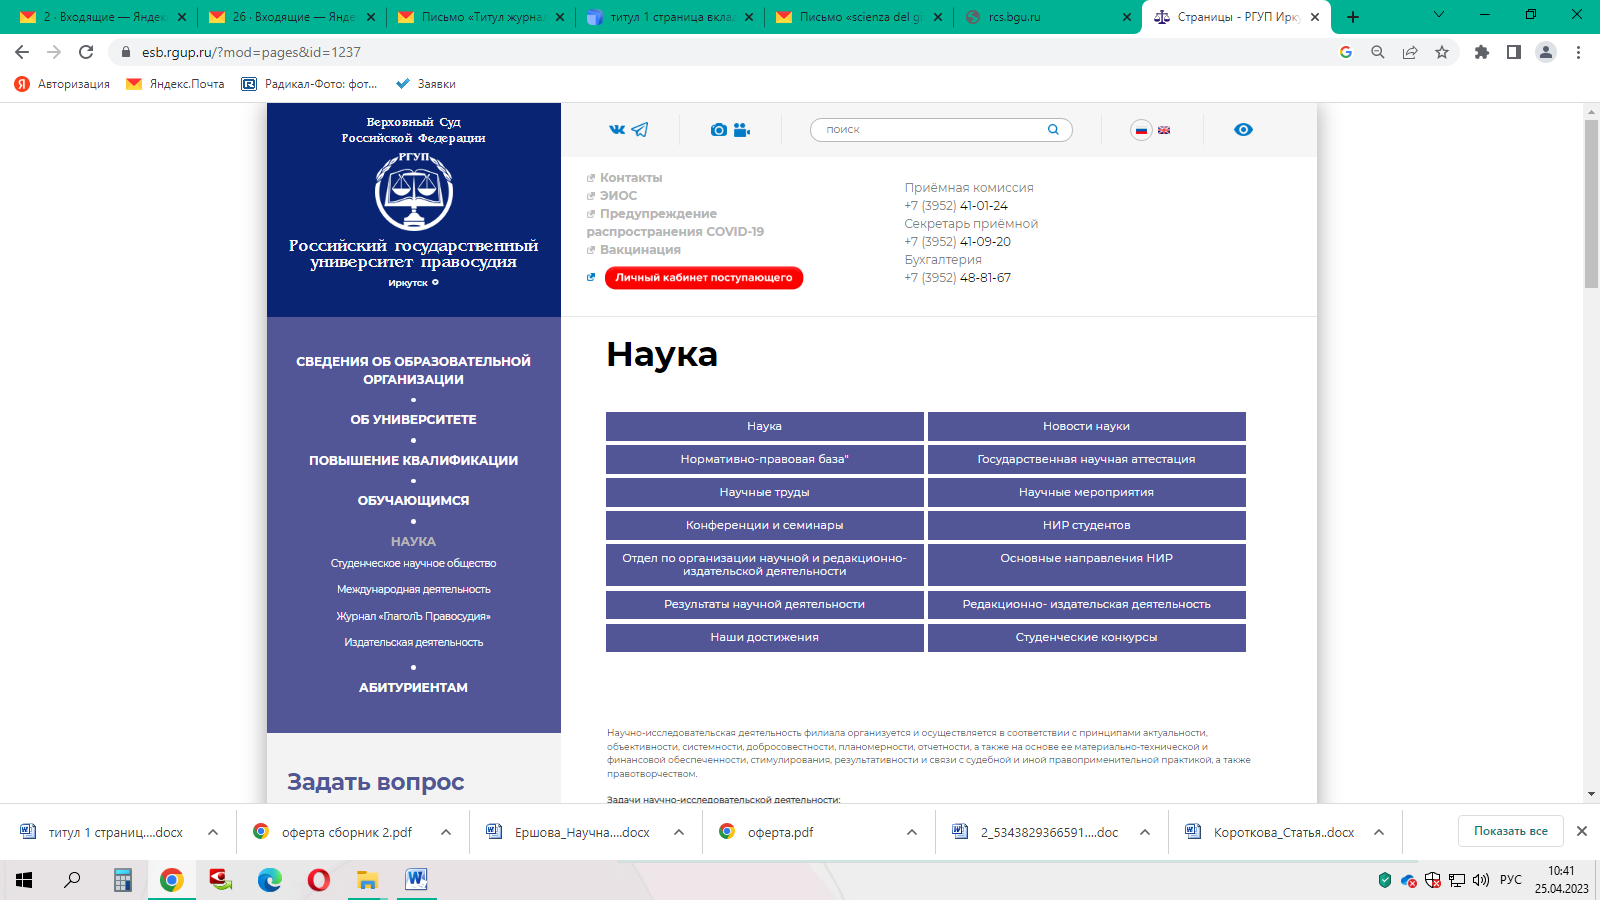 2 · Входящие — Яндек
26 · Входящие — Янде
Письмо «Титул журна
титул 1 страница вкла
Письмо «scienza del g
rcs.bgu.ru
Страницы - РГУП Ирк
esb.rgup.ru/?mod=pages&id=1237
Авторизация
Яндекс.Почта
Радикал-Фото: фот...
Заявки
Верховный Суд
Российской Федерации
РГУП
Российский государственный
университет правосудия
Иркутск
поиск
Контакты
ЭИОС
Предупреждение
распространения COVID-19
Вакцинация
Личный кабинет поступающего
Приёмная комиссия
+7 (3952) 41-01-24
Секретарь приёмной
+7 (3952) 41-09-20
Бухгалтерия
+7 (3952) 48-81-67
СВЕДЕНИЯ ОБ ОБРАЗОВАТЕЛЬНОЙ
ОРГАНИЗАЦИИ
ОБ УНИВЕРСИТЕТЕ
ПОВЫШЕНИЕ КВАЛИФИКАЦИИ
ОБУЧАЮЩИМСЯ
НАУКА
Студенческое научное общество
Международная деятельность
Журнал «ГлаголЪ Правосудия»
Издательская деятельность
АБИТУРИЕНТАМ
Задать вопрос
Наука
Наука
Новости науки
Нормативно-правовая база"
Государственная научная аттестация
Научные труды
Научные мероприятия
Конференции и семинары
НИР студентов
Отдел по организации научной и редакционно-
издательской деятельности
Основные направления НИР
Результаты научной деятельности
Редакционно- издательская деятельность
Наши достижения
Студенческие конкурсы
Научно-исследовательская деятельность филиала организуется и осуществляется в соответствии с принципами актуальности,
объективности, системности, добросовестности, планомерности, отчетности, а также на основе ее материально-технической и
финансовой обеспеченности, стимулирования, результативности и связи с судебной и иной правоприменительной практикой, а также
правотворчеством.
Задачи научно-исследовательской деятельности:
титул 1 страниц....docx
оферта сборник 2.pdf
Ершова_Научна....docx
оферта.pdf
2_5343829366591....doc
Короткова_Статья..docx
Показать все
РУС
10:41
25.04.2023